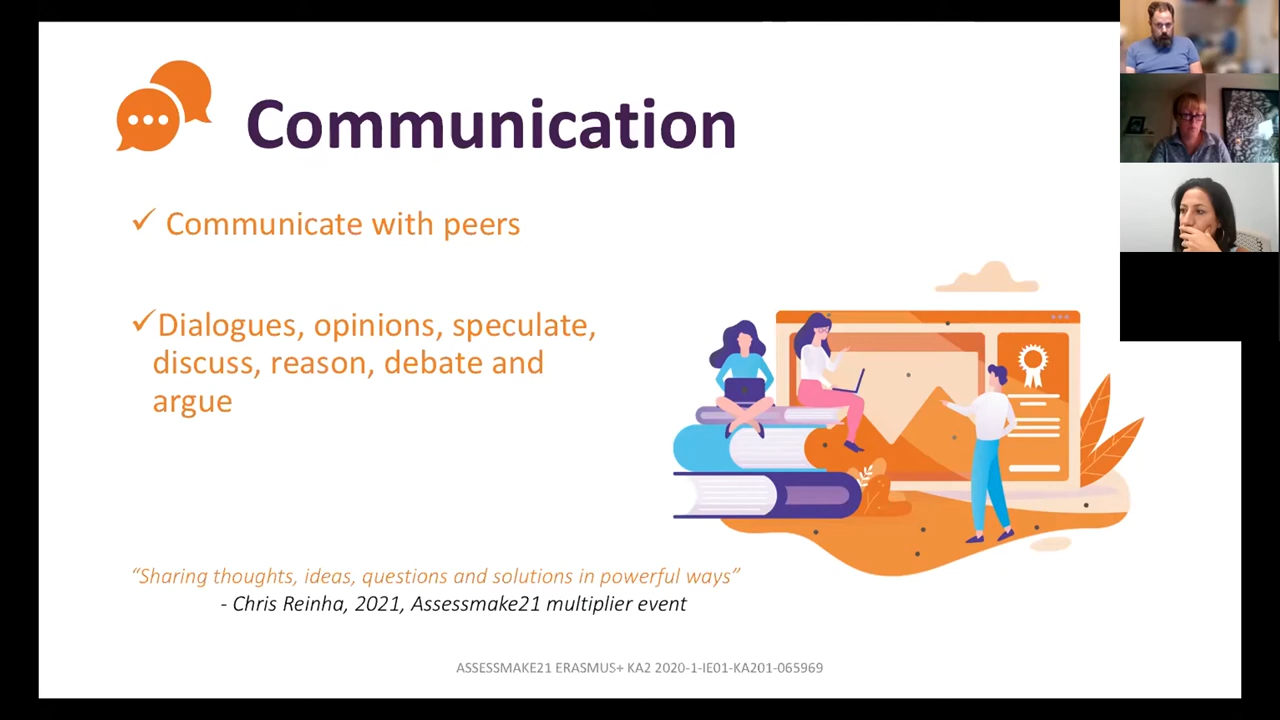 Communication
✓ Communicate with peers
✓Dialogues, opinions, speculate,
discuss, reason, debate and
argue
“Sharing thoughts, ideas, questions and solutions in powerful ways”
- Chris Reinha, 2021, Assessmake21 multiplier event
ASSESSMAKE21 ERASMUS+ KA2 2020-1-IE01-KA201-065969